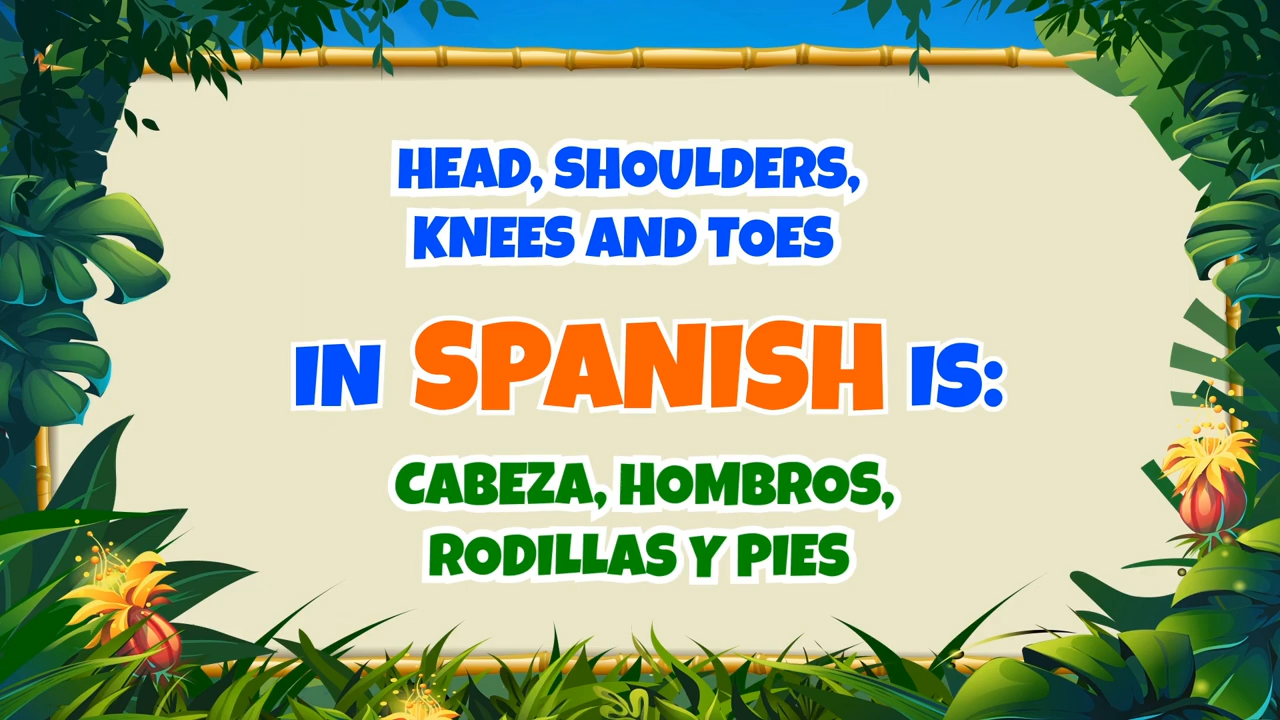 HEAD, SHOULDERS,
KNEES AND TOES
IN SPANISH IS:
CABEZA, HOMBROS,
RODILLAS Y PIES